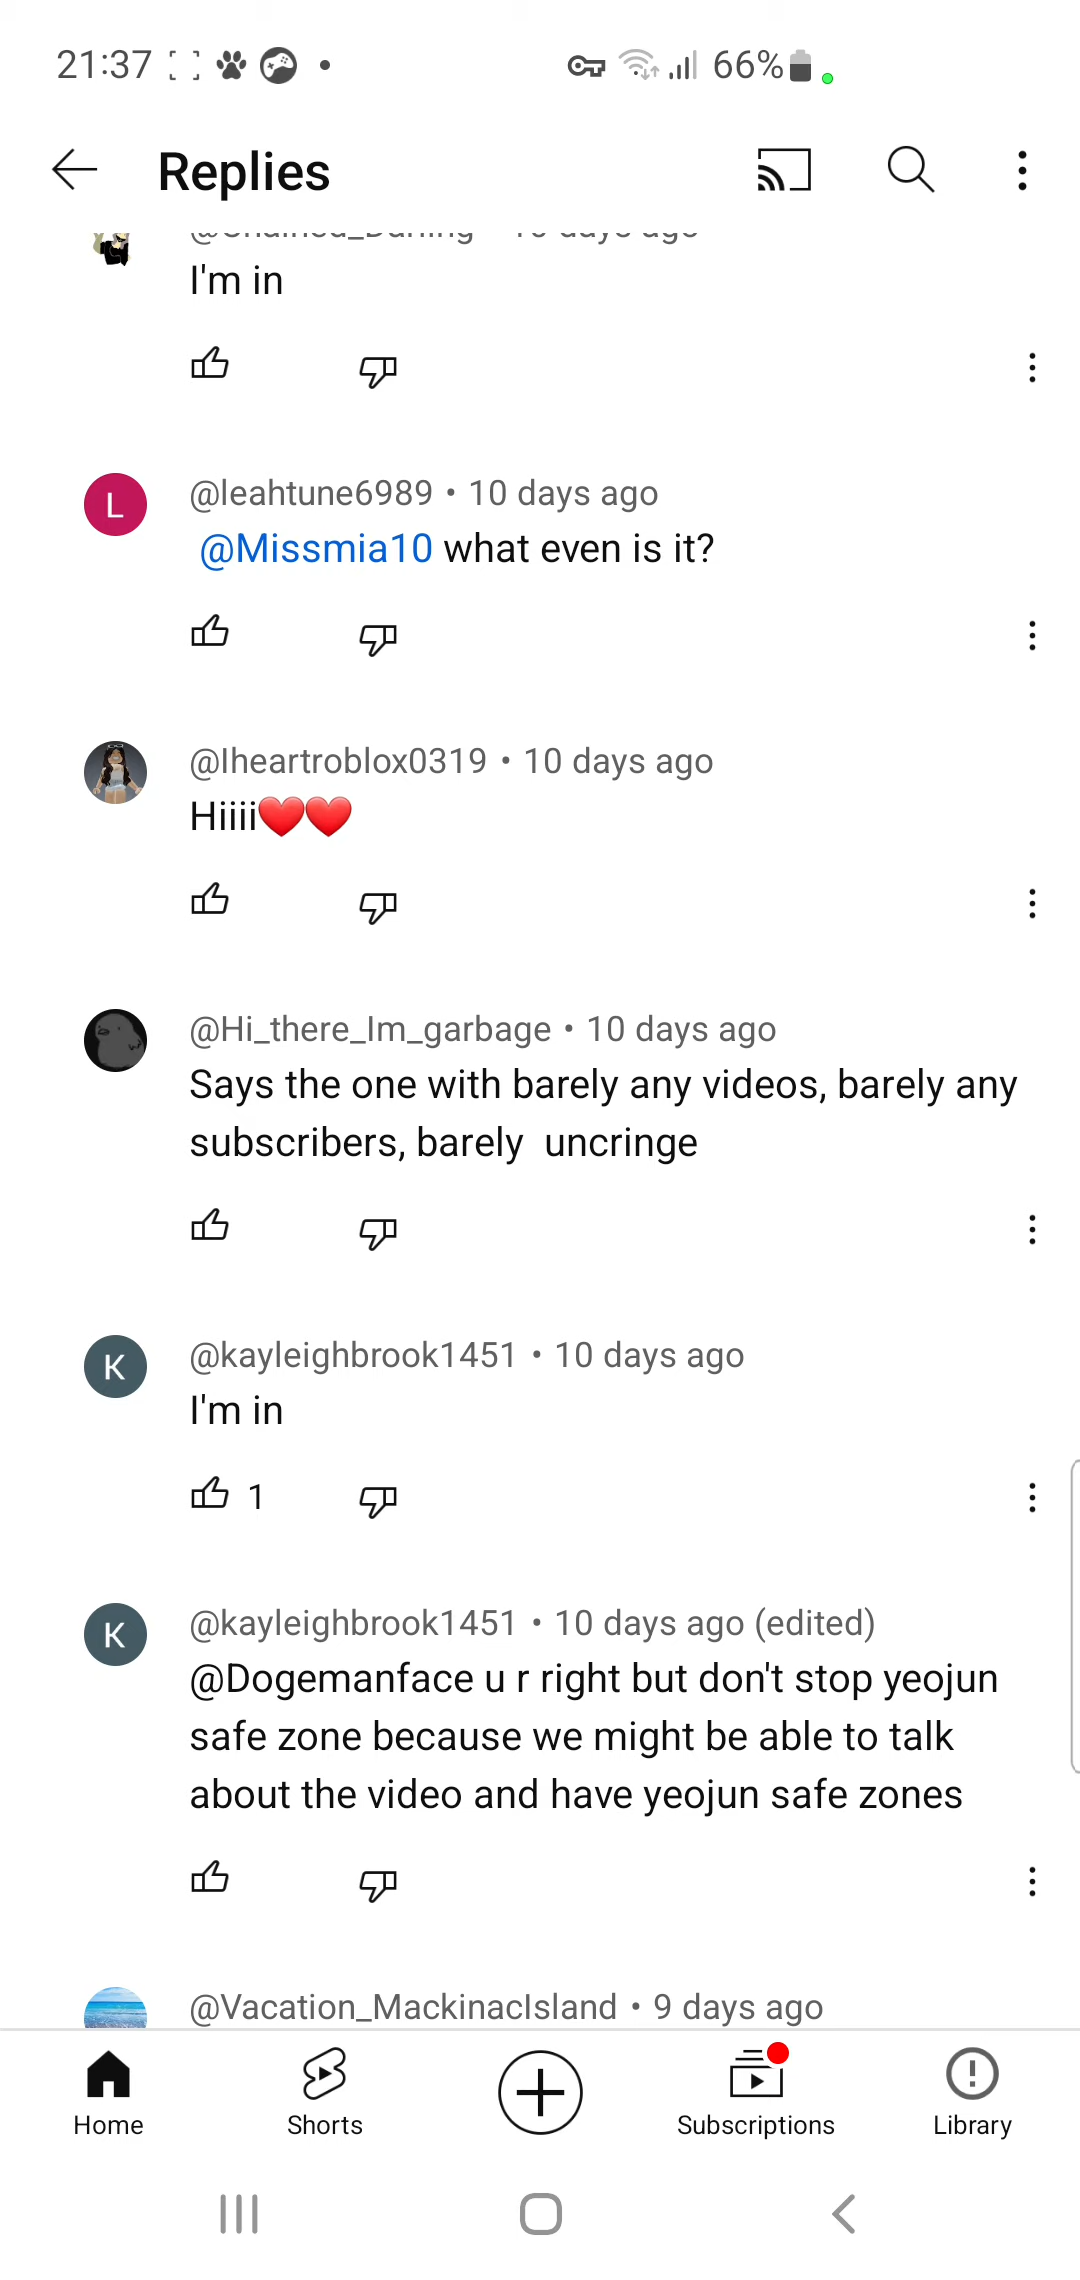 21:37
66%
Replies
I'm in
L
@leahtune6989 • 10 days ago
@Missmia10 what even is it?
@Iheartroblox0319 • 10 days ago
Hiiii❤️❤️
@Hi_there_Im_garbage • 10 days ago
Says the one with barely any videos, barely any
subscribers, barely  uncringe
K
@kayleighbrook1451 • 10 days ago
I'm in
1
K
@kayleighbrook1451 • 10 days ago (edited)
@Dogemanface u r right but don't stop yeojun
safe zone because we might be able to talk
about the video and have yeojun safe zones
@Vacation_MackinacIsland • 9 days ago
Home
Shorts
Subscriptions
Library